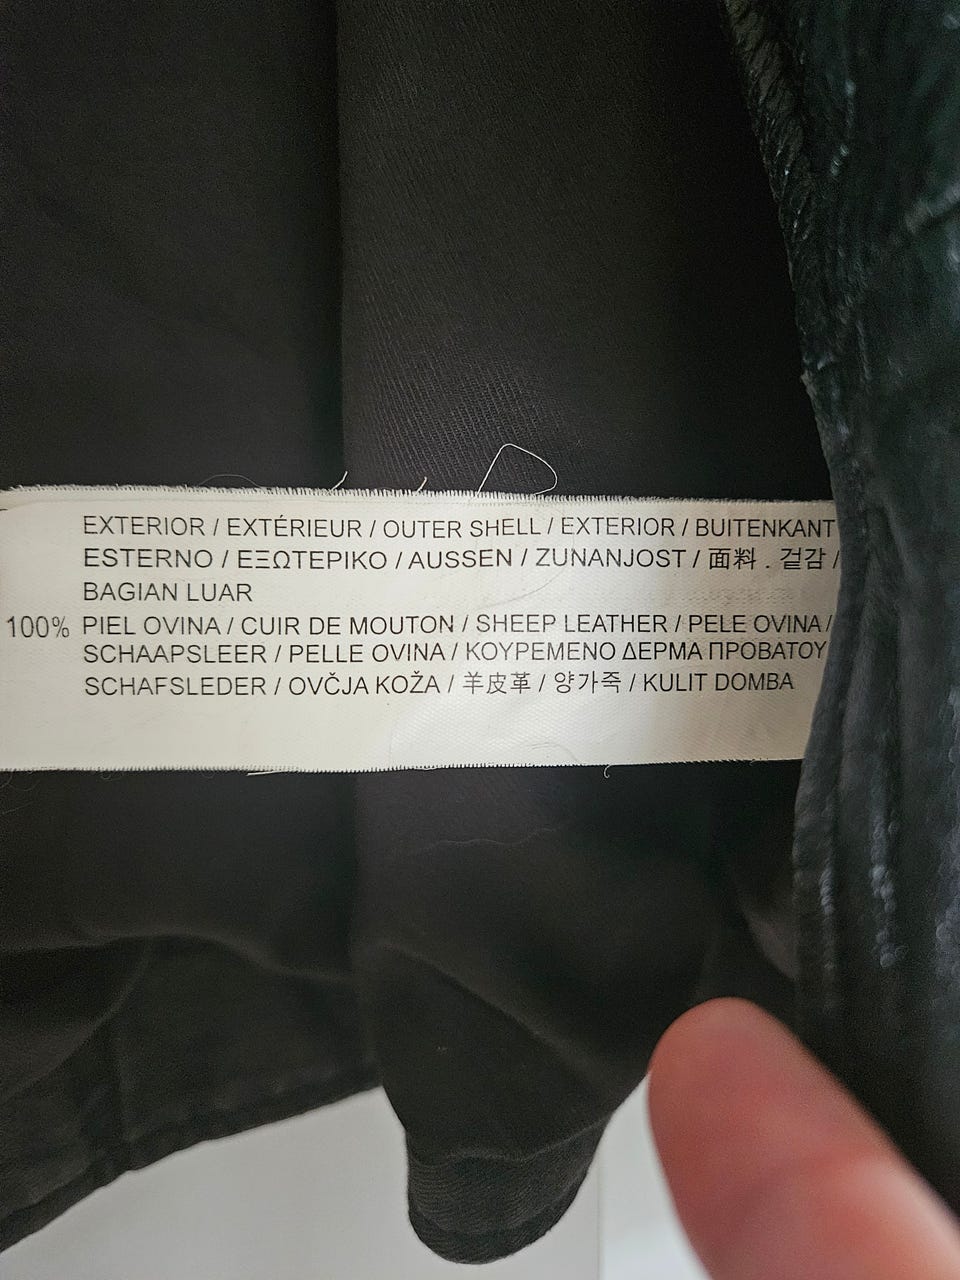 EXTERIOR / EXTÉRIEUR / OUTER SHELL / EXTERIOR / BUITENKANT
ESTERNO / ΕΞΩΤΕΡΙΚΟ / AUSSEN / ZUNANJOST / 面料 . 겉감 /
BAGIAN LUAR
100% PIEL OVINA / CUIR DE MOUTON / SHEEP LEATHER / PELE OVINA /
SCHAAPSLEER / PELLE OVINA / ΚΟΥΡΕΜΕΝΟ ΔΕΡΜΑ ΠΡΟΒΑΤΟΥ
SCHAFSLEDER / OVČJA KOŽA / 羊皮革 / 양가죽 / KULIT DOMBA